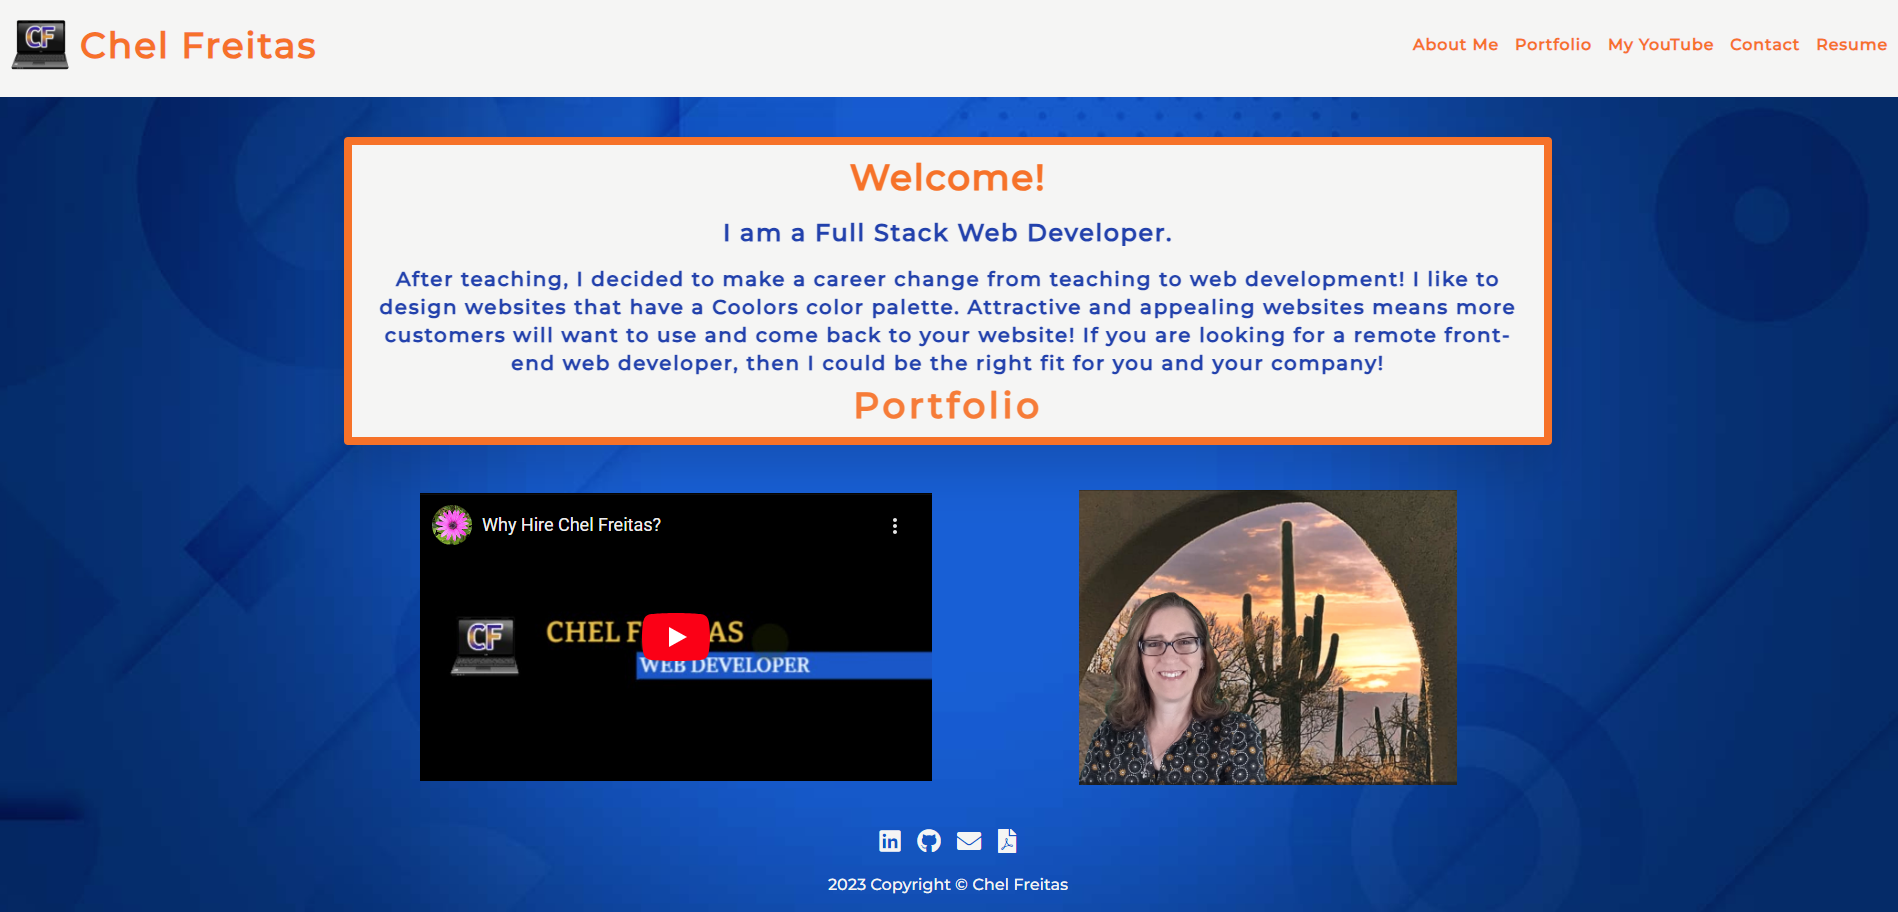 CF
Chel Freitas
About Me Portfolio My YouTube Contact Resume
Welcome!
I am a Full Stack Web Developer.
After teaching, I decided to make a career change from teaching to web development! I like to
design websites that have a Coolors color palette. Attractive and appealing websites means more
customers will want to use and come back to your website! If you are looking for a remote front-
end web developer, then I could be the right fit for you and your company!
Portfolio
Why Hire Chel Freitas?
CF
CHEL F AS
WEB DEVELOPER
in
2023 Copyright © Chel Freitas